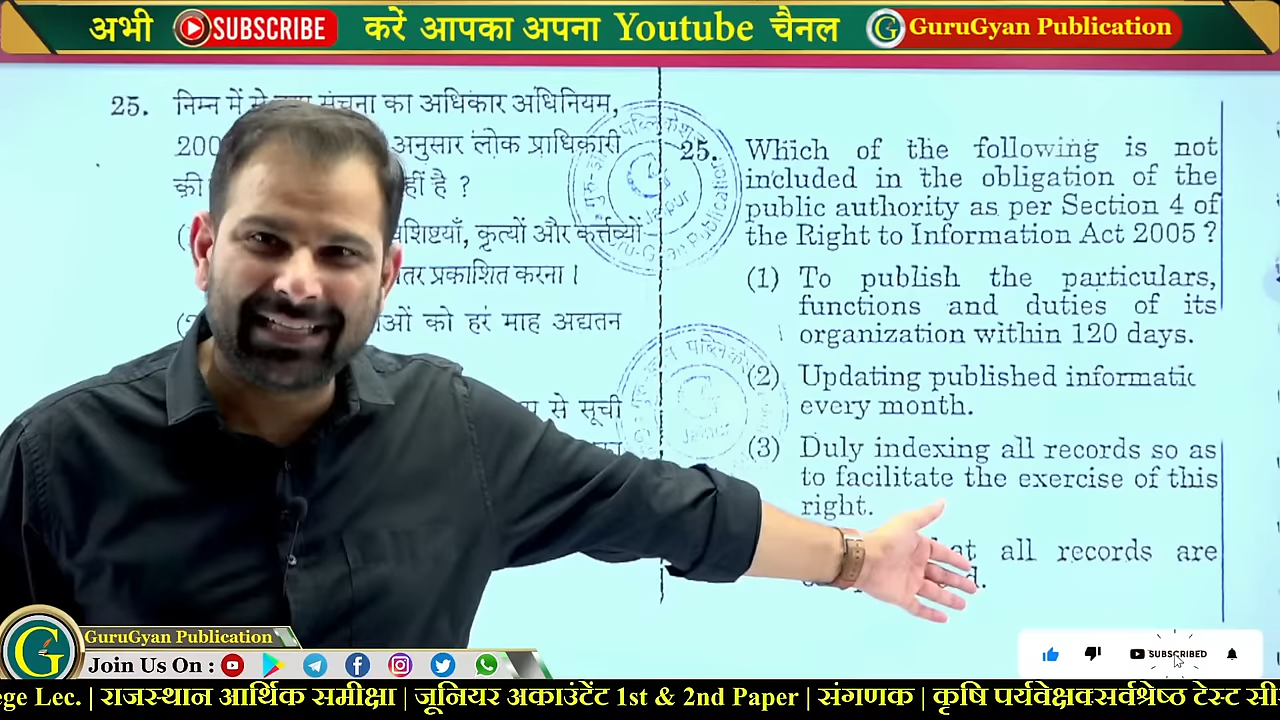 अभी SUBSCRIBE करें आपका अपना Youtube चैनल GuruGyan Publication
25. निम्न में से सूचना का अधिकार अधिनियम,
अनुसार लोक प्राधिकारी
की हीं है ?
कृत्यों और कर्त्तव्यों
प्रकाशित करना ।
को हर माह अद्यतन
से सूची
25. Which of the following is not
included in the obligation of the
public authority as per Section 4 of
the Right to Information Act 2005 ?
(1) To publish the particulars,
functions and duties of its
organization within 120 days.
(2) Updating published informatic
every month.
(3) Duly indexing all records so as
to facilitate the exercise of this
right.
all records are
GuruGyan Publication
Join Us On :
SUBSCRIBED
ege Lec. | राजस्थान आर्थिक समीक्षा | जूनियर अकाउंटेंट 1st & 2nd Paper | संगणक | कृषि पर्यवेक्षक सर्वश्रेष्ठ टेस्ट सी